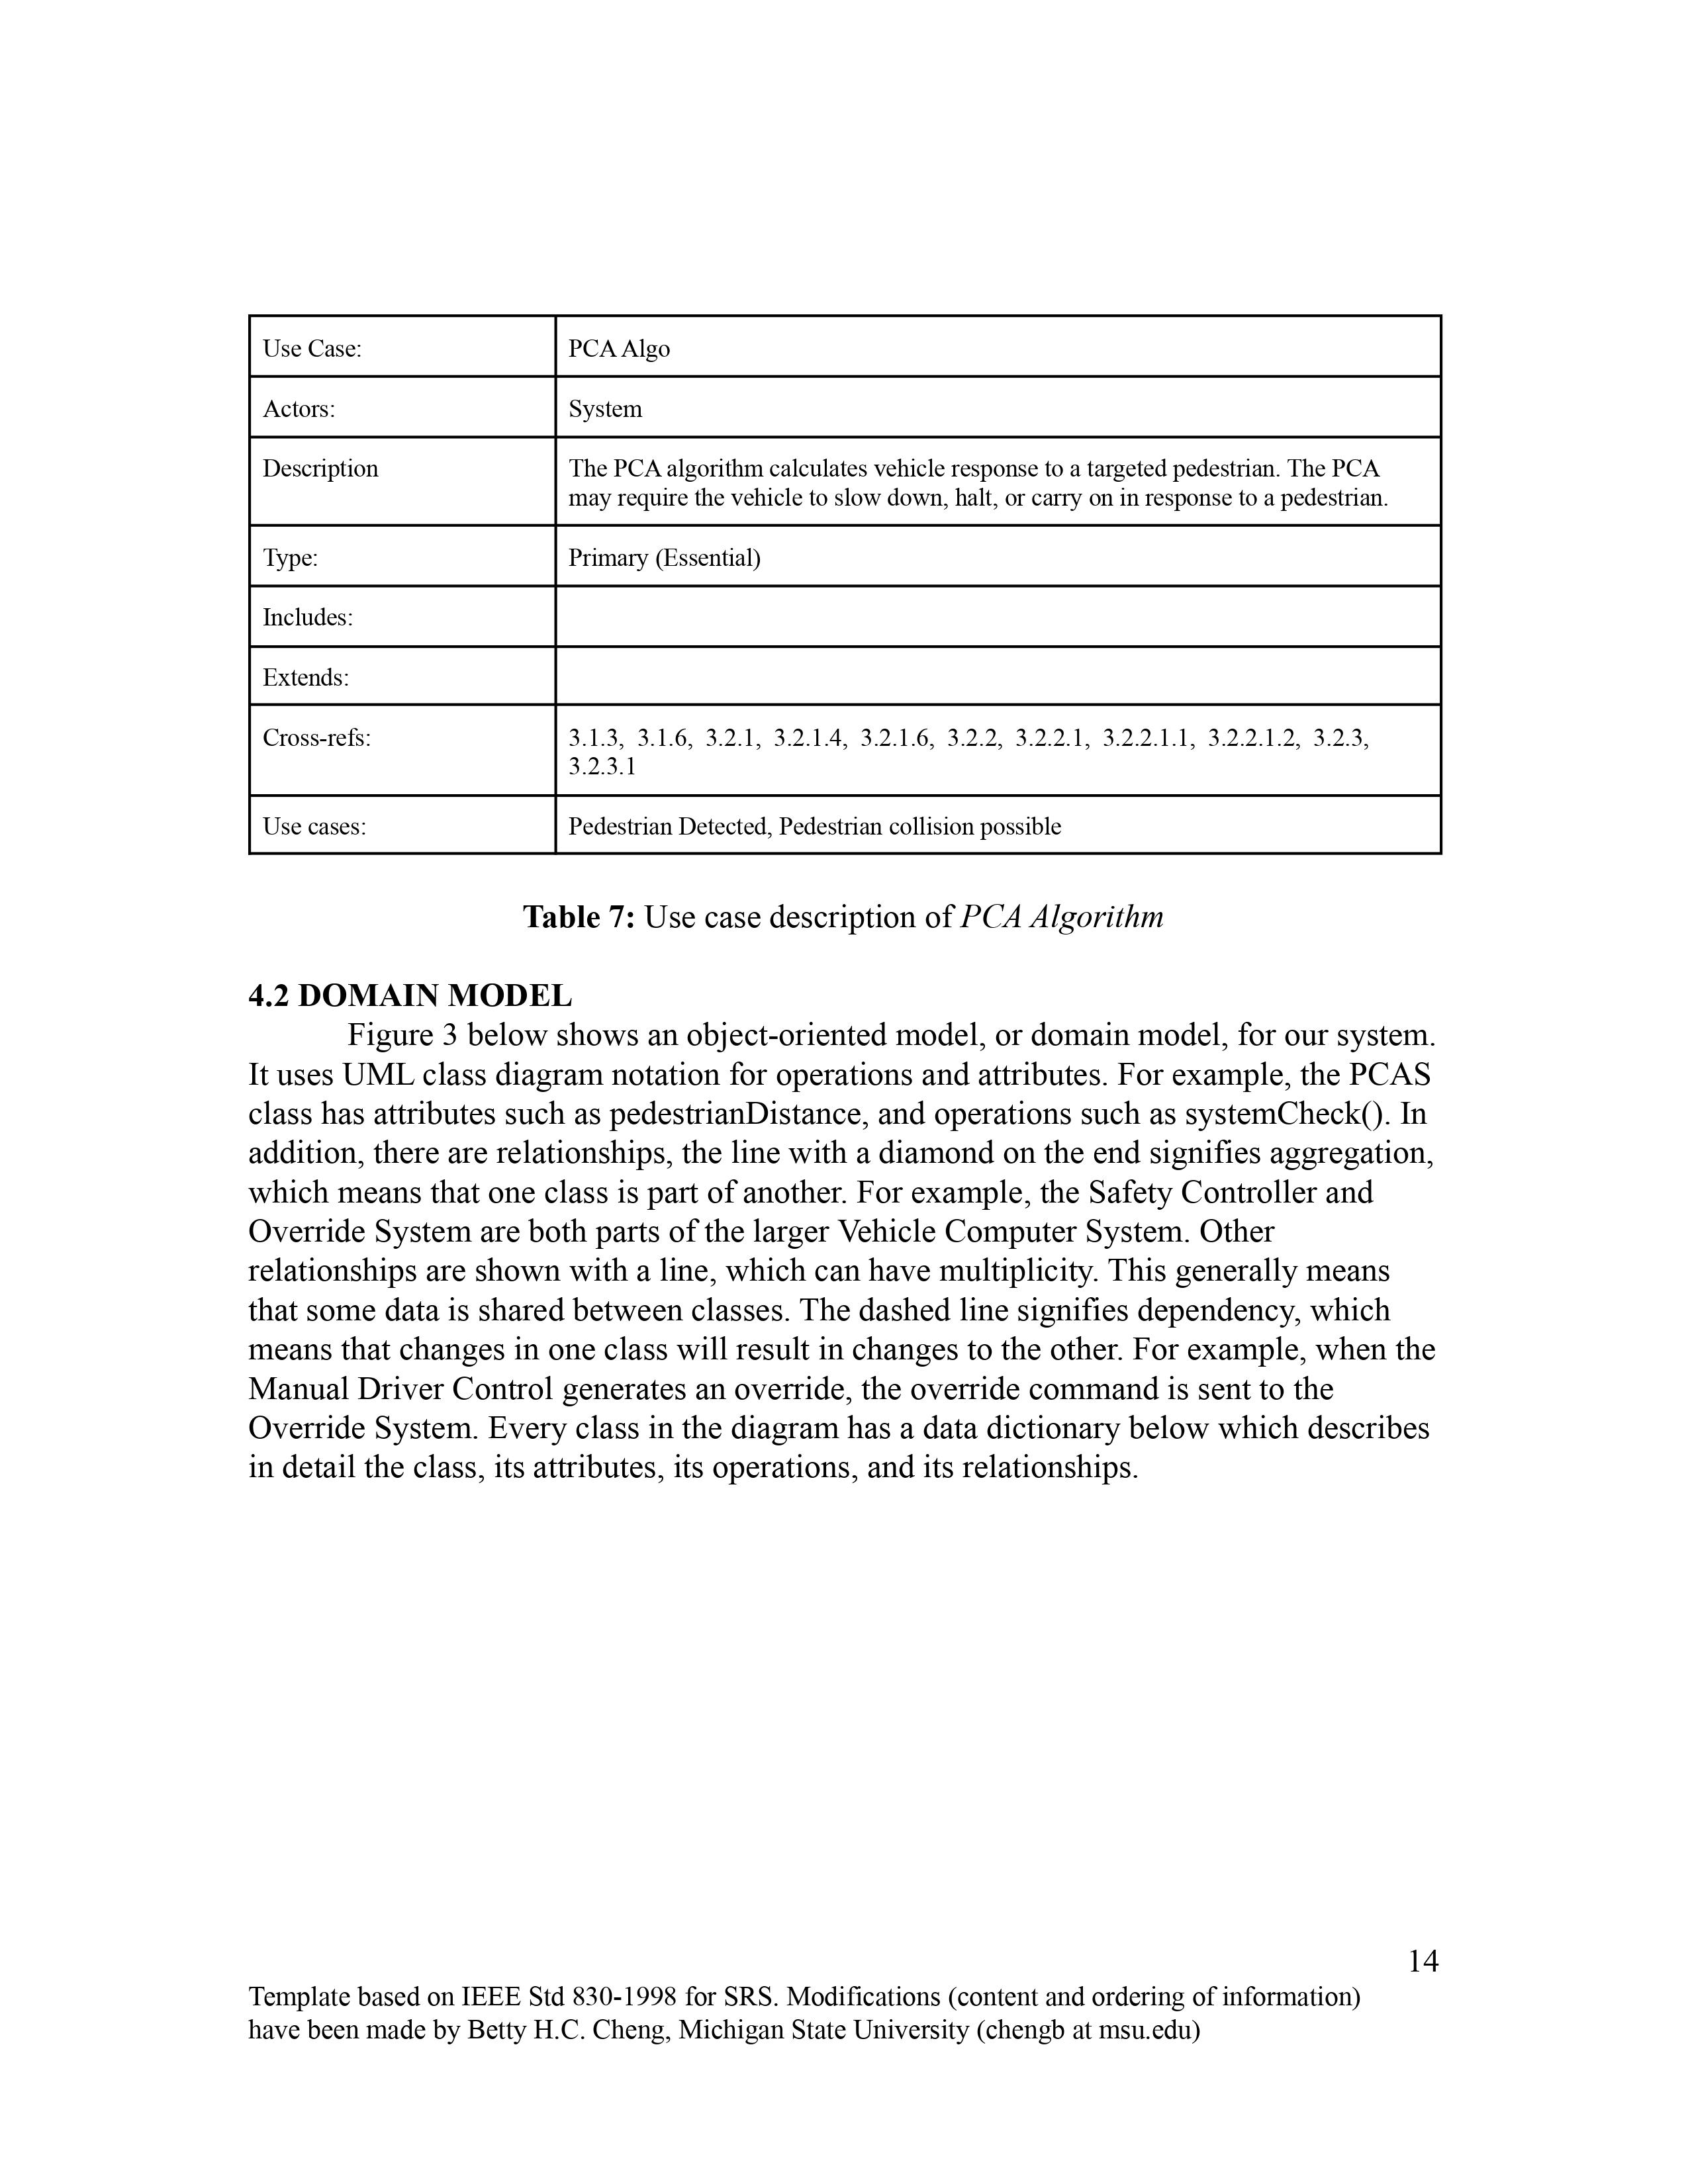 Use Case: PCA Algo
Actors: System
Description The PCA algorithm calculates vehicle response to a targeted pedestrian. The PCA
may require the vehicle to slow down, halt, or carry on in response to a pedestrian.
Type: Primary (Essential)
Includes:
Extends:
Cross-refs: 3.1.3, 3.1.6, 3.2.1, 3.2.1.4, 3.2.1.6, 3.2.2, 3.2.2.1, 3.2.2.1.1, 3.2.2.1.2, 3.2.3,
3.2.3.1
Use cases: Pedestrian Detected, Pedestrian collision possible
Table 7: Use case description of PCA Algorithm
4.2 DOMAIN MODEL
Figure 3 below shows an object-oriented model, or domain model, for our system.
It uses UML class diagram notation for operations and attributes. For example, the PCAS
class has attributes such as pedestrianDistance, and operations such as systemCheck(). In
addition, there are relationships, the line with a diamond on the end signifies aggregation,
which means that one class is part of another. For example, the Safety Controller and
Override System are both parts of the larger Vehicle Computer System. Other
relationships are shown with a line, which can have multiplicity. This generally means
that some data is shared between classes. The dashed line signifies dependency, which
means that changes in one class will result in changes to the other. For example, when the
Manual Driver Control generates an override, the override command is sent to the
Override System. Every class in the diagram has a data dictionary below which describes
in detail the class, its attributes, its operations, and its relationships.
14
Template based on IEEE Std 830-1998 for SRS. Modifications (content and ordering of information)
have been made by Betty H.C. Cheng, Michigan State University (chengb at msu.edu)